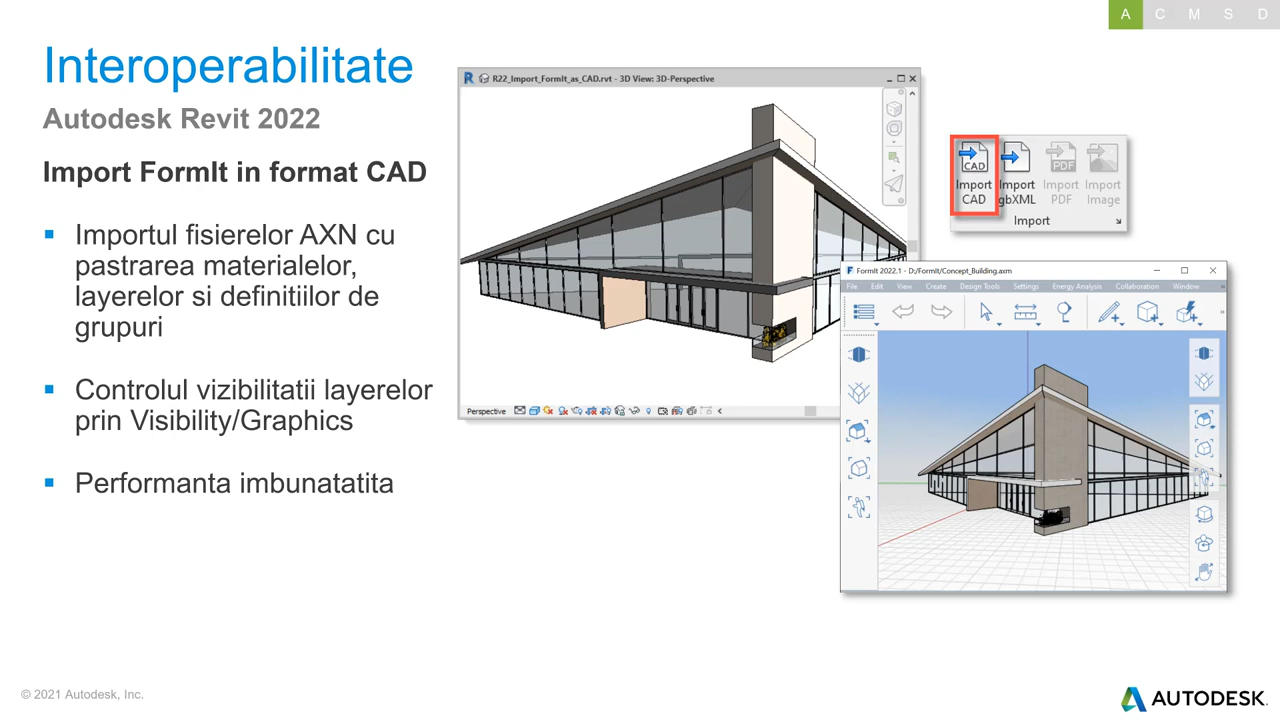 A C M S D
Interoperabilitate
Autodesk Revit 2022
Import FormIt in format CAD
Importul fisierelor AXN cu
pastrarea materialelor,
layerelor si definitiilor de
grupuri
Controlul vizibilitatii layerelor
prin Visibility/Graphics
Performanta imbunatatita
R R22_Import_FormIt_as_CAD.rvt - 3D View: 3D-Perspective
Perspective
CAD PDF
Import Import Import Import
CAD gbXML PDF Image
Import
F FormIt 2022.1 - D:/FormIt/Concept_Building.axm
File Edit View Create Design Tools Settings Energy Analysis Collaboration Window
© 2021 Autodesk, Inc.
AUTODESK.